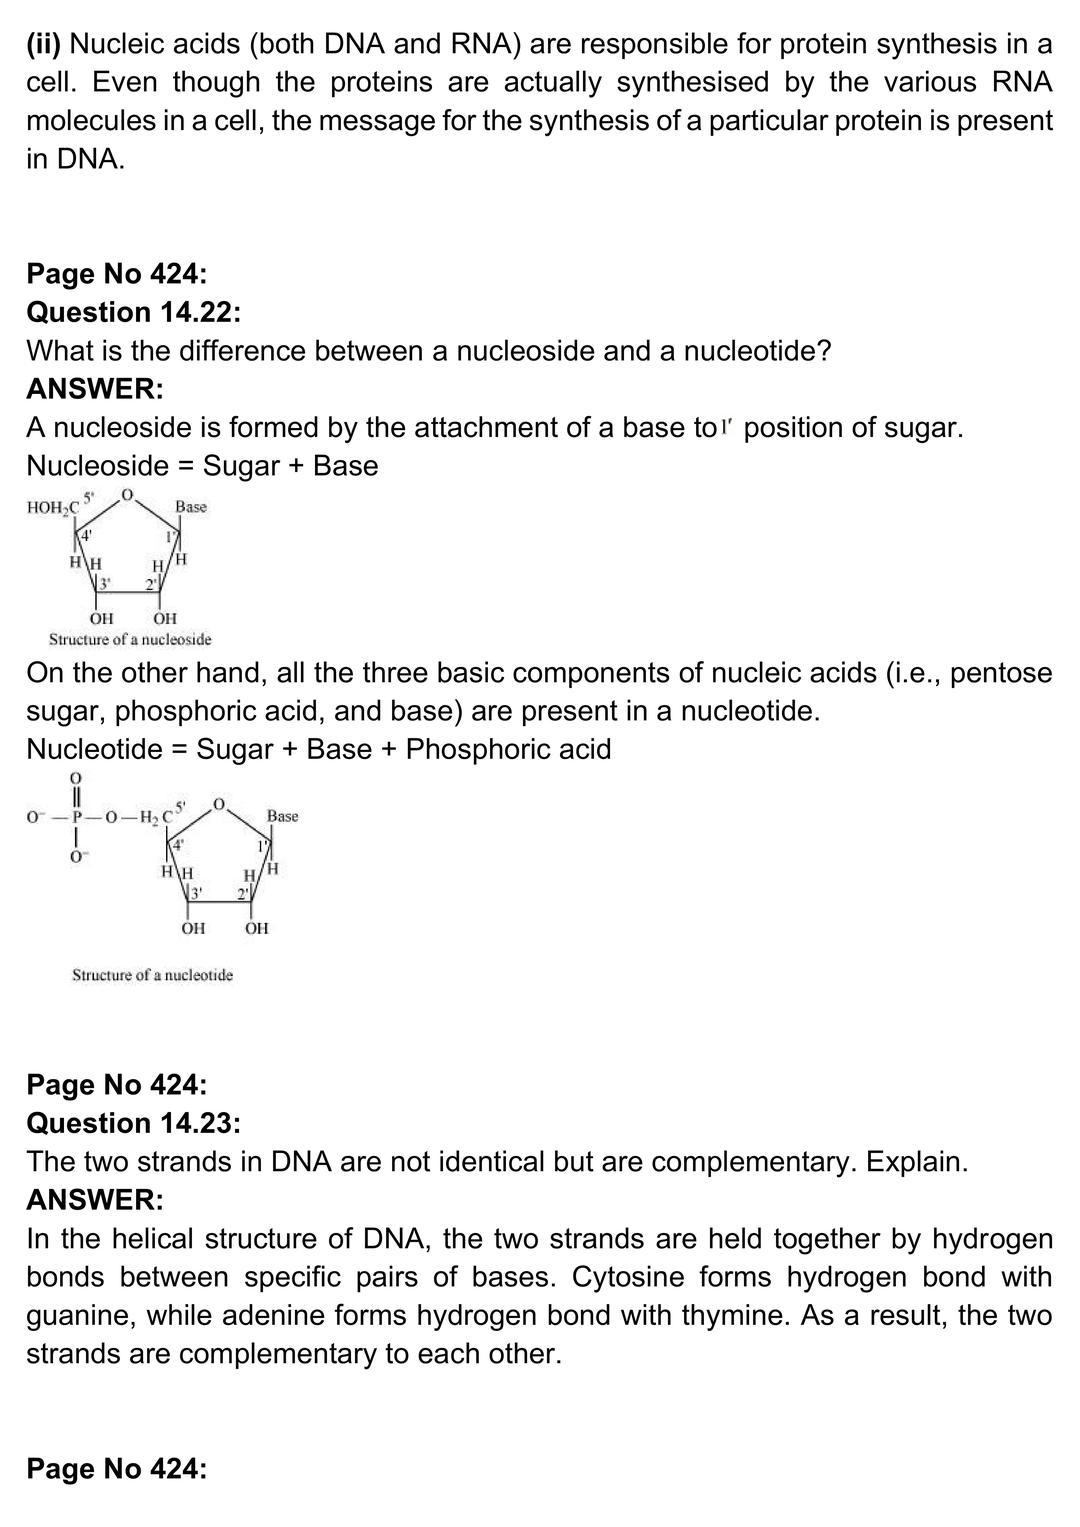 (ii) Nucleic acids (both DNA and RNA) are responsible for protein synthesis in a
cell. Even though the proteins are actually synthesised by the various RNA
molecules in a cell, the message for the synthesis of a particular protein is present
in DNA.
Page No 424:
Question 14.22:
What is the difference between a nucleoside and a nucleotide?
ANSWER:
A nucleoside is formed by the attachment of a base to 1' position of sugar.
Nucleoside = Sugar + Base
HOH₂C 5' O Base
4' 1'
H H H H
3' 2'
OH OH
Structure of a nucleoside
On the other hand, all the three basic components of nucleic acids (i.e., pentose
sugar, phosphoric acid, and base) are present in a nucleotide.
Nucleotide = Sugar + Base + Phosphoric acid
O
O⁻ — P — O — H₂C 5' O Base
O⁻ 4' 1'
H H H H
3' 2'
OH OH
Structure of a nucleotide
Page No 424:
Question 14.23:
The two strands in DNA are not identical but are complementary. Explain.
ANSWER:
In the helical structure of DNA, the two strands are held together by hydrogen
bonds between specific pairs of bases. Cytosine forms hydrogen bond with
guanine, while adenine forms hydrogen bond with thymine. As a result, the two
strands are complementary to each other.
Page No 424: